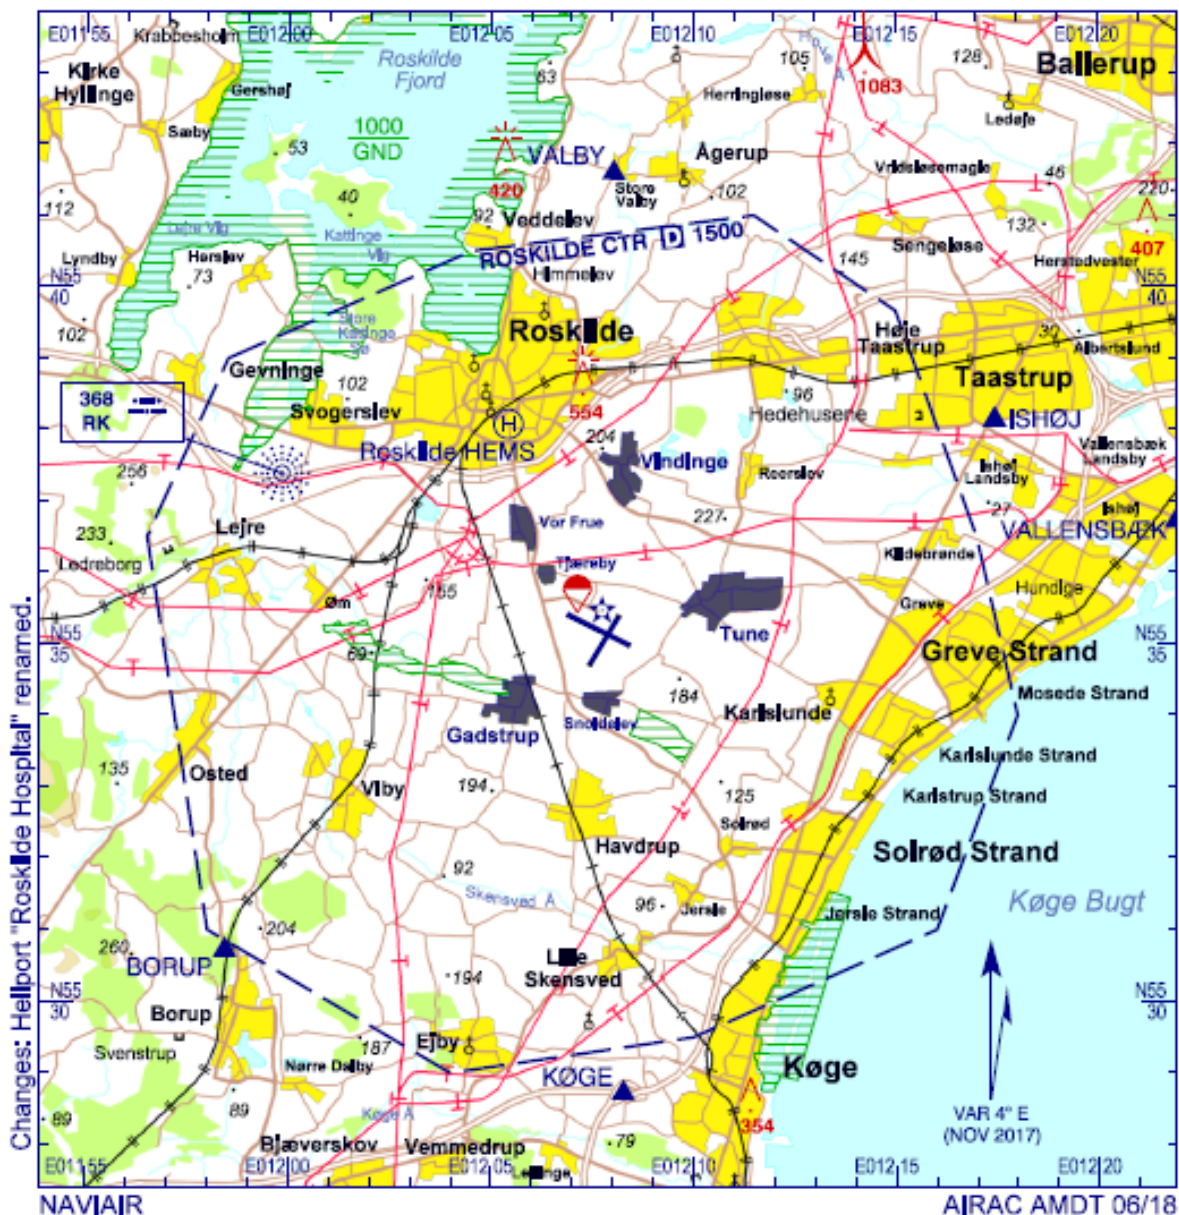 E011 55
E012 00
E012 05
E012 10
E012 15
E012 20
Krabbesholm
Roskilde
Fjord
Hove Å
Kirke
Hyllinge
Gershøj
63
105
1083
128
Ballerup
Herringløse
Ledøje
Sæby
1000
GND
53
VALBY
Ågerup
Vridsløsemagle
46
220
112
40
420
Store
Valby
102
92
Veddelev
132
407
Lejre Vig
Kattinge
Vig
ROSKILDE CTR D 1500
Sengeløse
Lyndby
Herslev
73
Himmelev
145
Herstedvester
N55
40
N55
40
102
Store
Kattinge
Sø
Roskilde
Høje
Taastrup
30
Albertslund
Gevninge
368
RK
102
Svogerslev
554
96
Hedehusene
Taastrup
ISHØJ
H
Roskilde HEMS
204
Vindinge
Reerslev
Vallensbæk
Landsby
Ishøj
Landsby
256
27
Ishøj
233
Lejre
Vor Frue
227
VALLENSBÆK
Ledreborg
Tjæreby
Kildebrønde
Hundige
Øm
155
Greve
N55
35
N55
35
69
Tune
Greve Strand
184
Mosede Strand
Gadstrup
Snoldelev
Karlslunde
Karlslunde Strand
135
Osted
Viby
194
125
Karlstrup Strand
Solrød
Havdrup
Solrød Strand
92
Skensved Å
96
Jersie
Jersie Strand
Køge Bugt
204
260
BORUP
Lille
Skensved
194
N55
30
N55
30
Borup
Svenstrup
187
Ejby
Nørre Dalby
KØGE
Køge
89
89
Køge Å
354
VAR 4° E
(NOV 2017)
Bjæverskov
Vemmedrup
79
E011 55
E012 00
E012 05
E012 10
E012 15
E012 20
Changes: Heliport "Roskilde Hospital" renamed.
NAVIAIR
AIRAC AMDT 06/18